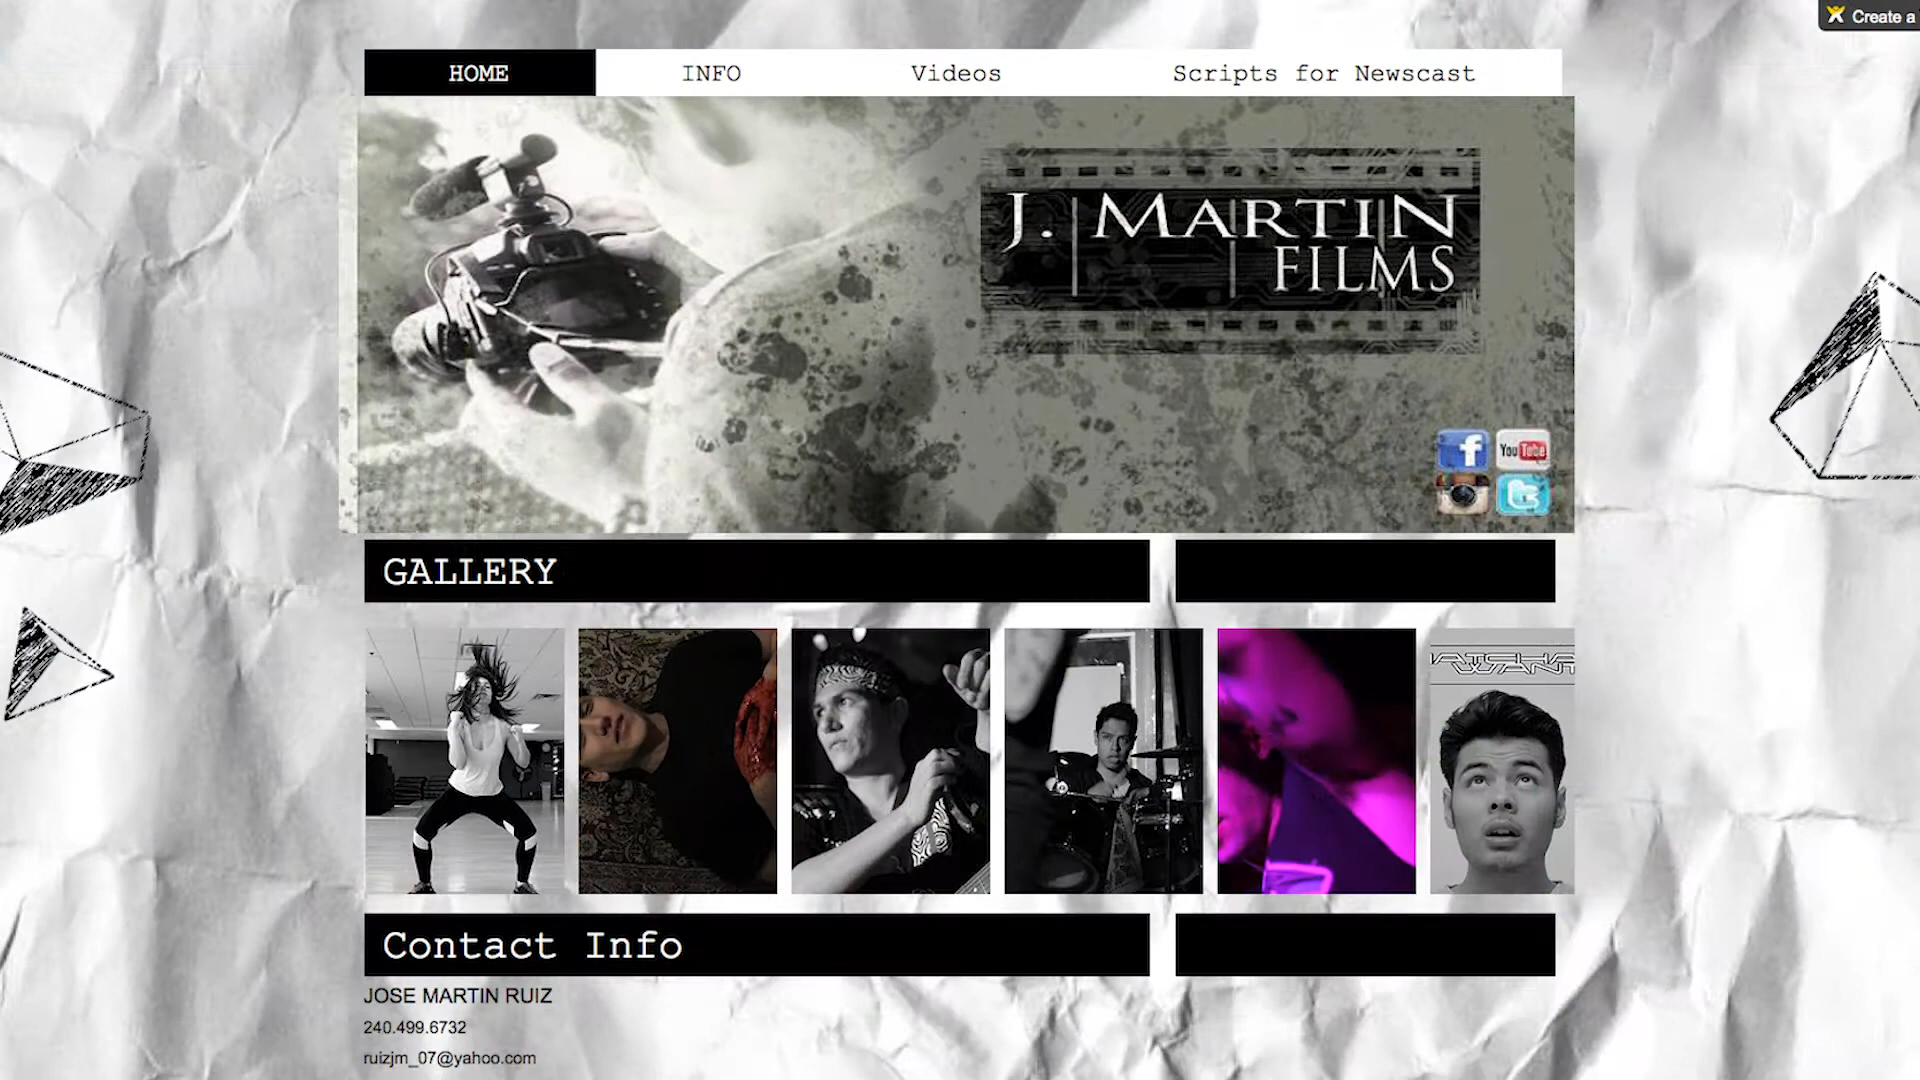 Create a
HOME INFO Videos Scripts for Newscast
J. MARTIN
FILMS
f You Tube
GALLERY
WANT
Contact Info
JOSE MARTIN RUIZ
240.499.6732
ruizjm_07@yahoo.com